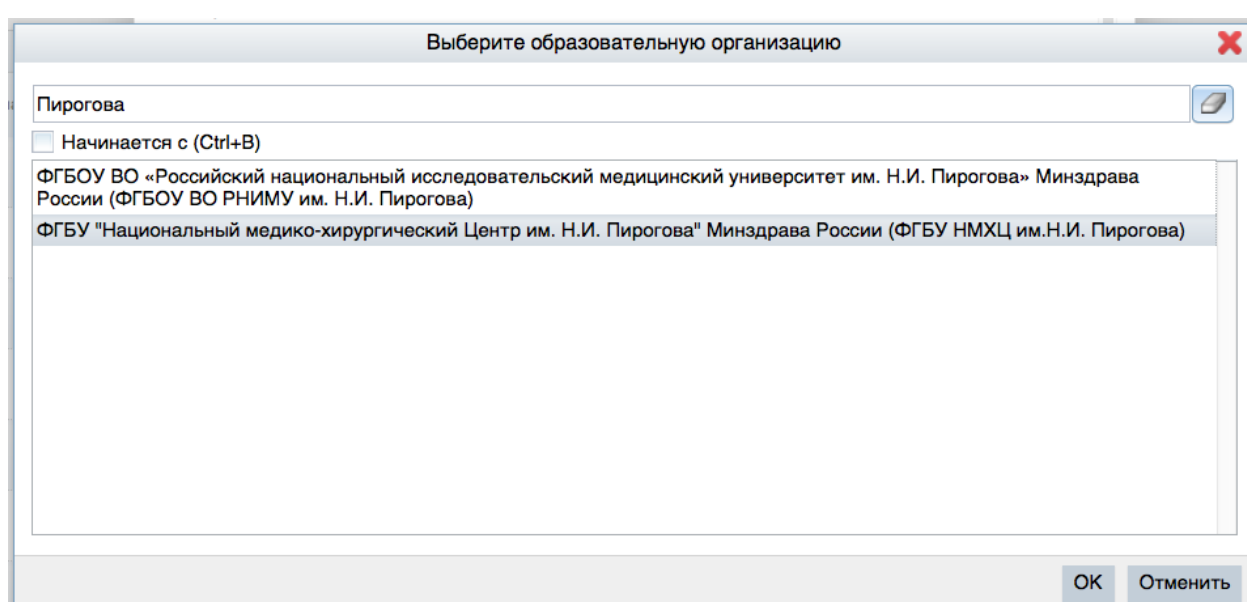 Выберите образовательную организацию
Пирогова
Начинается с (Ctrl+B)
ФГБОУ ВО «Российский национальный исследовательский медицинский университет им. Н.И. Пирогова» Минздрава
России (ФГБОУ ВО РНИМУ им. Н.И. Пирогова)
ФГБУ "Национальный медико-хирургический Центр им. Н.И. Пирогова" Минздрава России (ФГБУ НМХЦ им.Н.И. Пирогова)
OK Отменить